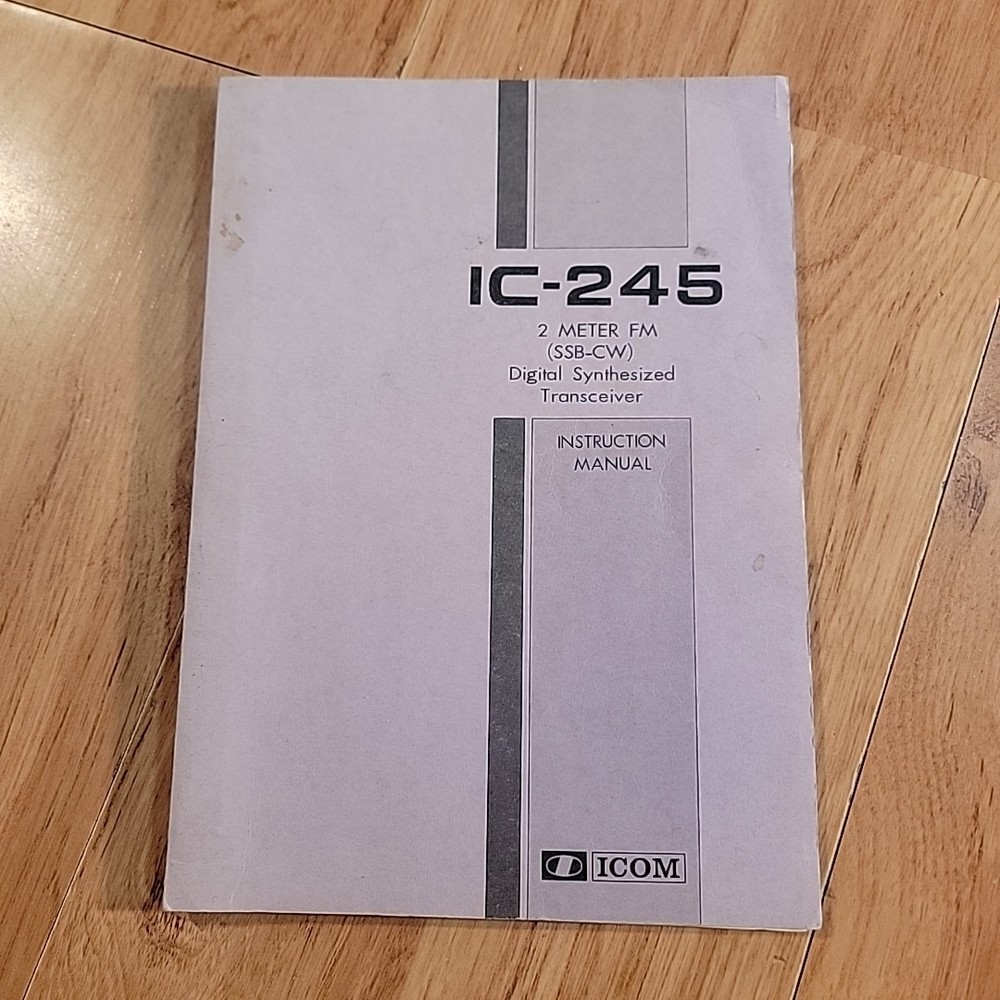 IC-245
2 METER FM
(SSB-CW)
Digital Synthesized
Transceiver
INSTRUCTION
MANUAL
ICOM